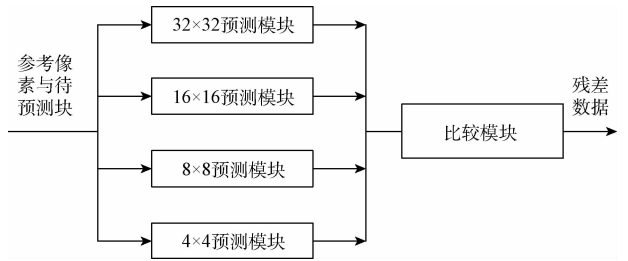 参考像
素与待
预测块
32×32预测模块
16×16预测模块
8×8预测模块
4×4预测模块
比较模块
残差
数据